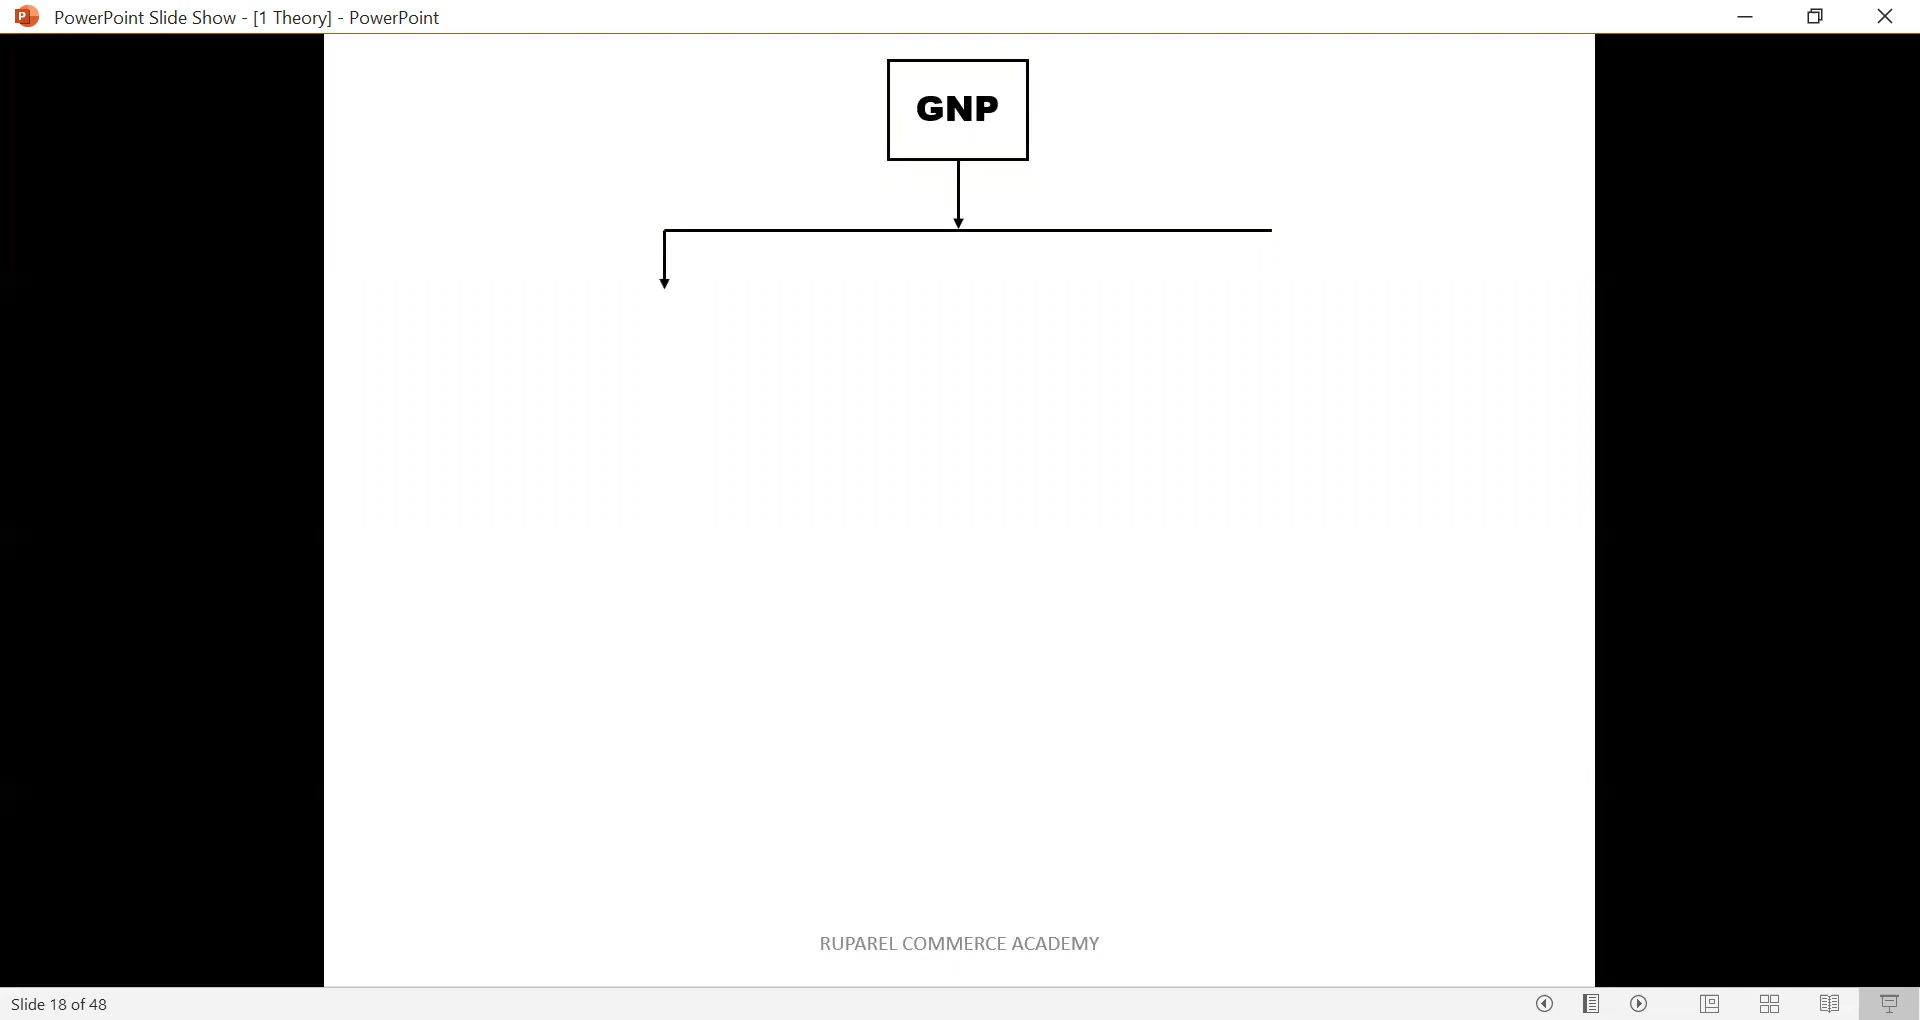 PowerPoint Slide Show - [1 Theory] - PowerPoint
GNP
RUPAREL COMMERCE ACADEMY
Slide 18 of 48